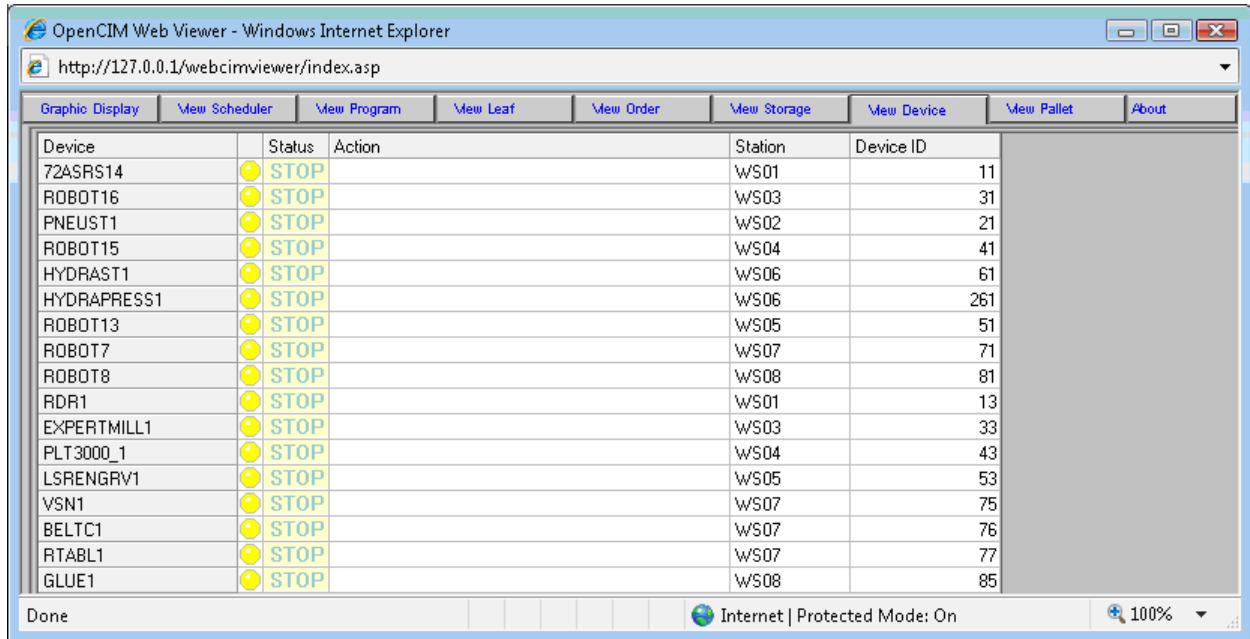 OpenCIM Web Viewer - Windows Internet Explorer
http://127.0.0.1/webcimviewer/index.asp
Graphic Display View Scheduler View Program View Leaf View Order View Storage View Device View Pallet About
Device Status Action Station Device ID
72ASRS14 STOP WS01 11
ROBOT16 STOP WS03 31
PNEUST1 STOP WS02 21
ROBOT15 STOP WS04 41
HYDRAST1 STOP WS06 61
HYDRAPRESS1 STOP WS06 261
ROBOT13 STOP WS05 51
ROBOT7 STOP WS07 71
ROBOT8 STOP WS08 81
RDR1 STOP WS01 13
EXPERTMILL1 STOP WS03 33
PLT3000_1 STOP WS04 43
LSRENGRV1 STOP WS05 53
VSN1 STOP WS07 75
BELTC1 STOP WS07 76
RTABL1 STOP WS07 77
GLUE1 STOP WS08 85
Done Internet | Protected Mode: On 100%